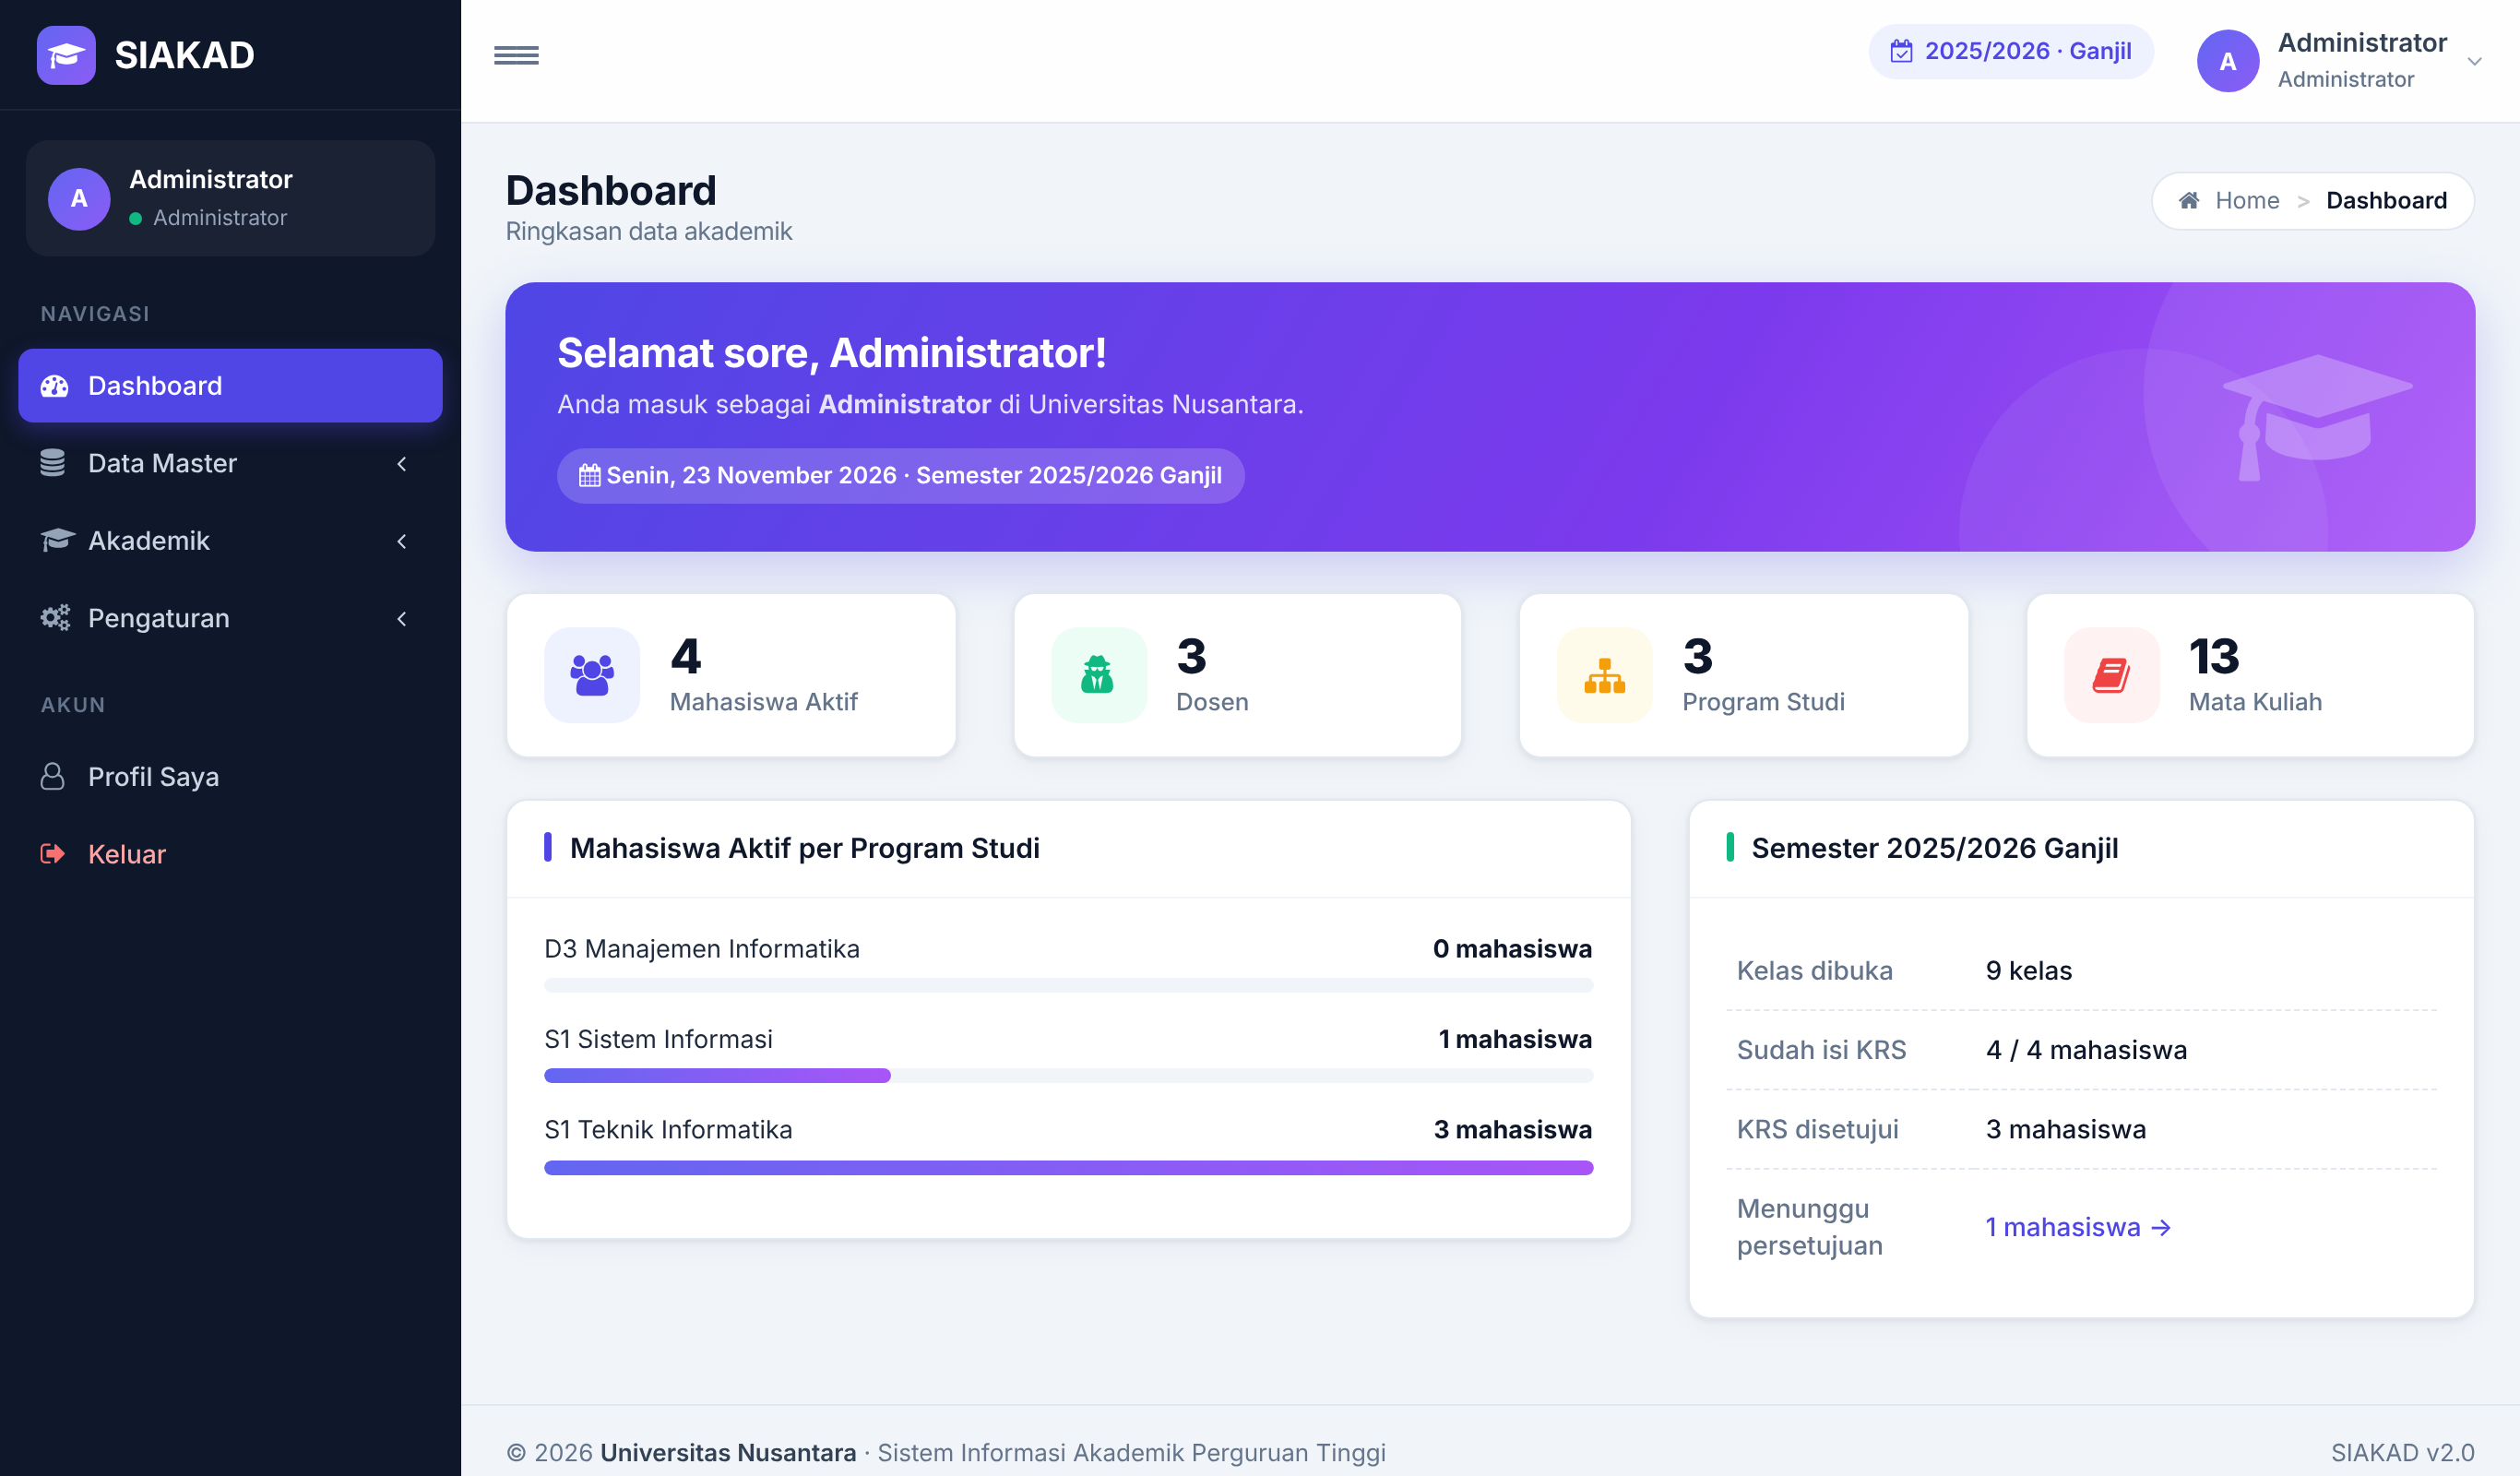 SIAKAD
2025/2026 · Ganjil
A
Administrator
Administrator
A
Administrator
Administrator
NAVIGASI
Dashboard
Data Master
Akademik
Pengaturan
AKUN
Profil Saya
Keluar
Dashboard
Ringkasan data akademik
Home > Dashboard
Selamat sore, Administrator!
Anda masuk sebagai Administrator di Universitas Nusantara.
Senin, 23 November 2026 · Semester 2025/2026 Ganjil
4
Mahasiswa Aktif
3
Dosen
3
Program Studi
13
Mata Kuliah
Mahasiswa Aktif per Program Studi
D3 Manajemen Informatika 0 mahasiswa
S1 Sistem Informasi 1 mahasiswa
S1 Teknik Informatika 3 mahasiswa
Semester 2025/2026 Ganjil
Kelas dibuka 9 kelas
Sudah isi KRS 4 / 4 mahasiswa
KRS disetujui 3 mahasiswa
Menunggu
persetujuan
1 mahasiswa →
© 2026 Universitas Nusantara · Sistem Informasi Akademik Perguruan Tinggi
SIAKAD v2.0